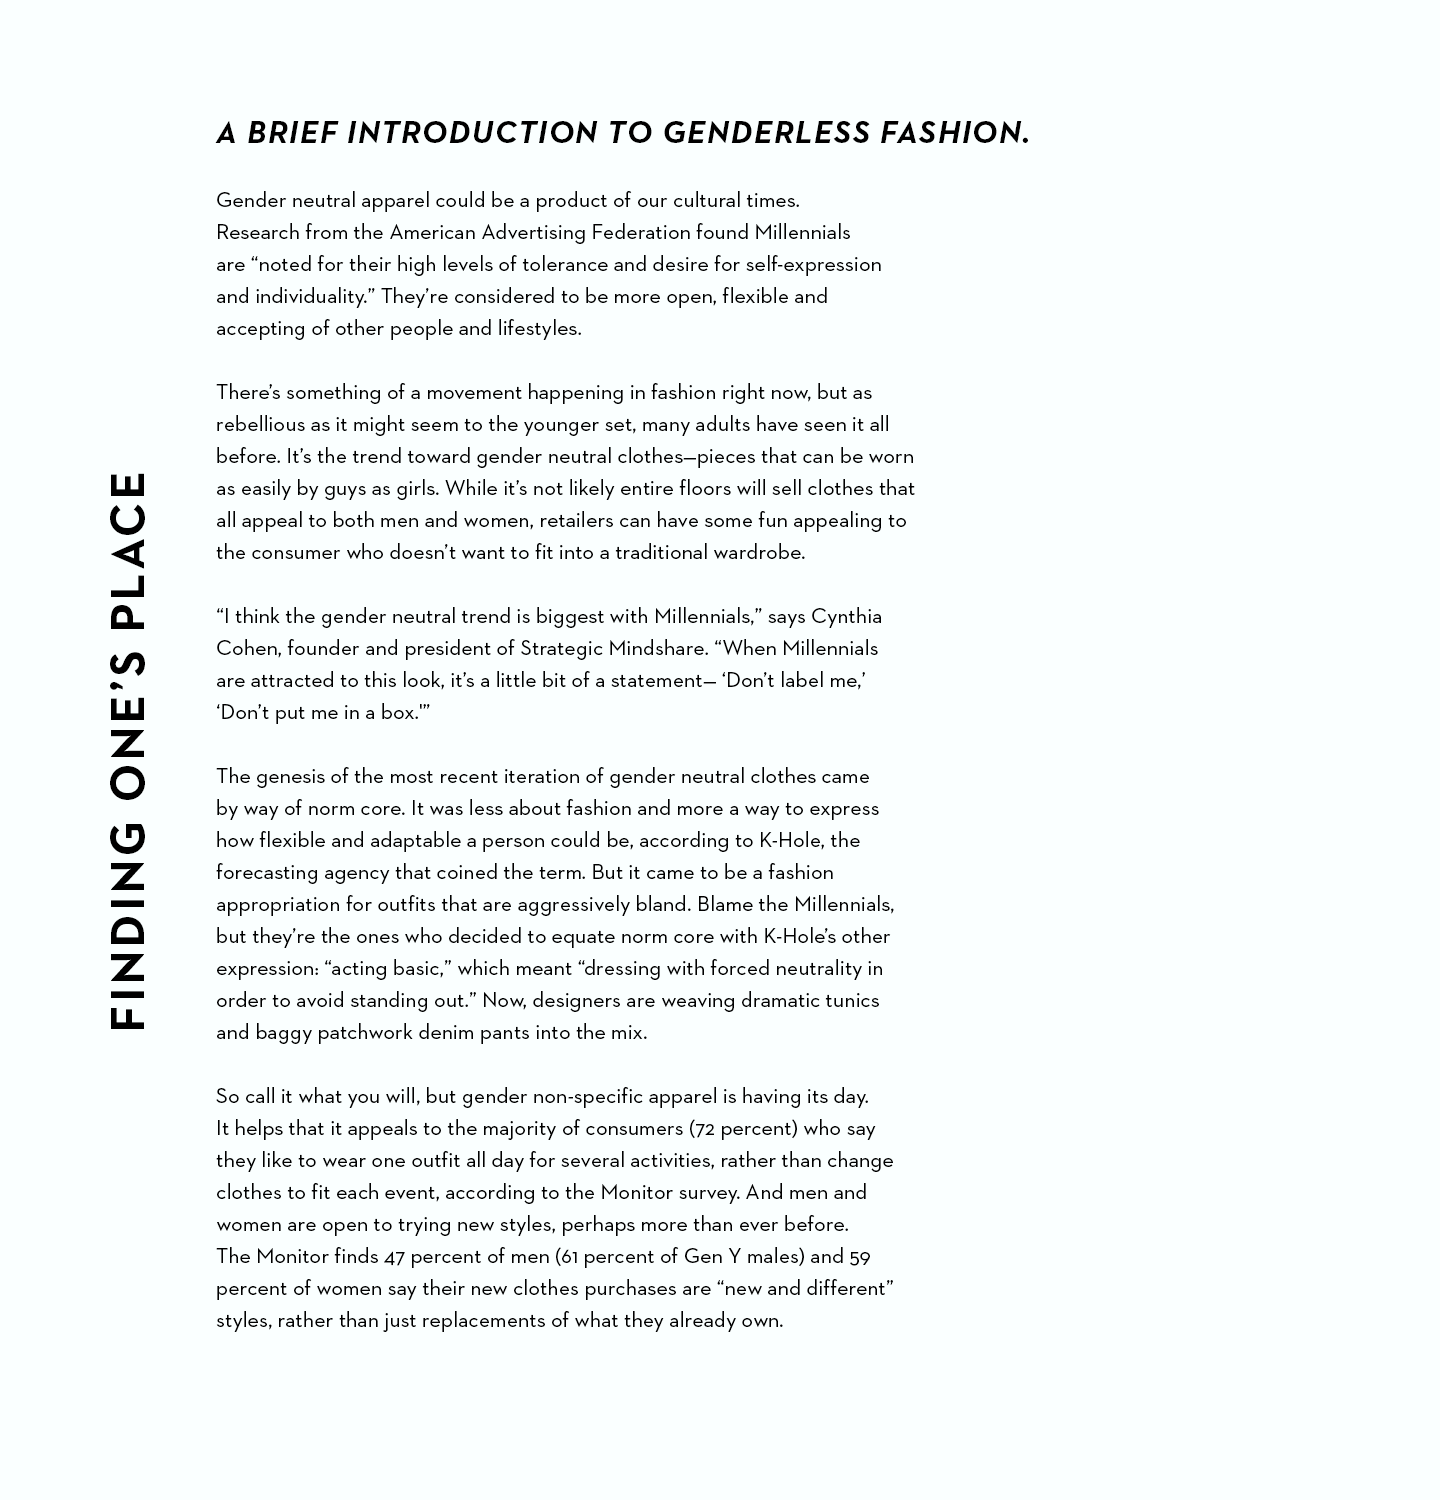 A BRIEF INTRODUCTION TO GENDERLESS FASHION.
Gender neutral apparel could be a product of our cultural times.
Research from the American Advertising Federation found Millennials
are “noted for their high levels of tolerance and desire for self-expression
and individuality.” They’re considered to be more open, flexible and
accepting of other people and lifestyles.
There’s something of a movement happening in fashion right now, but as
rebellious as it might seem to the younger set, many adults have seen it all
before. It’s the trend toward gender neutral clothes—pieces that can be worn
as easily by guys as girls. While it’s not likely entire floors will sell clothes that
all appeal to both men and women, retailers can have some fun appealing to
the consumer who doesn’t want to fit into a traditional wardrobe.
“I think the gender neutral trend is biggest with Millennials,” says Cynthia
Cohen, founder and president of Strategic Mindshare. “When Millennials
are attracted to this look, it’s a little bit of a statement— ‘Don’t label me,’
‘Don’t put me in a box.'”
The genesis of the most recent iteration of gender neutral clothes came
by way of norm core. It was less about fashion and more a way to express
how flexible and adaptable a person could be, according to K-Hole, the
forecasting agency that coined the term. But it came to be a fashion
appropriation for outfits that are aggressively bland. Blame the Millennials,
but they’re the ones who decided to equate norm core with K-Hole’s other
expression: “acting basic,” which meant “dressing with forced neutrality in
order to avoid standing out.” Now, designers are weaving dramatic tunics
and baggy patchwork denim pants into the mix.
So call it what you will, but gender non-specific apparel is having its day.
It helps that it appeals to the majority of consumers (72 percent) who say
they like to wear one outfit all day for several activities, rather than change
clothes to fit each event, according to the Monitor survey. And men and
women are open to trying new styles, perhaps more than ever before.
The Monitor finds 47 percent of men (61 percent of Gen Y males) and 59
percent of women say their new clothes purchases are “new and different”
styles, rather than just replacements of what they already own.
FINDING ONE’S PLACE